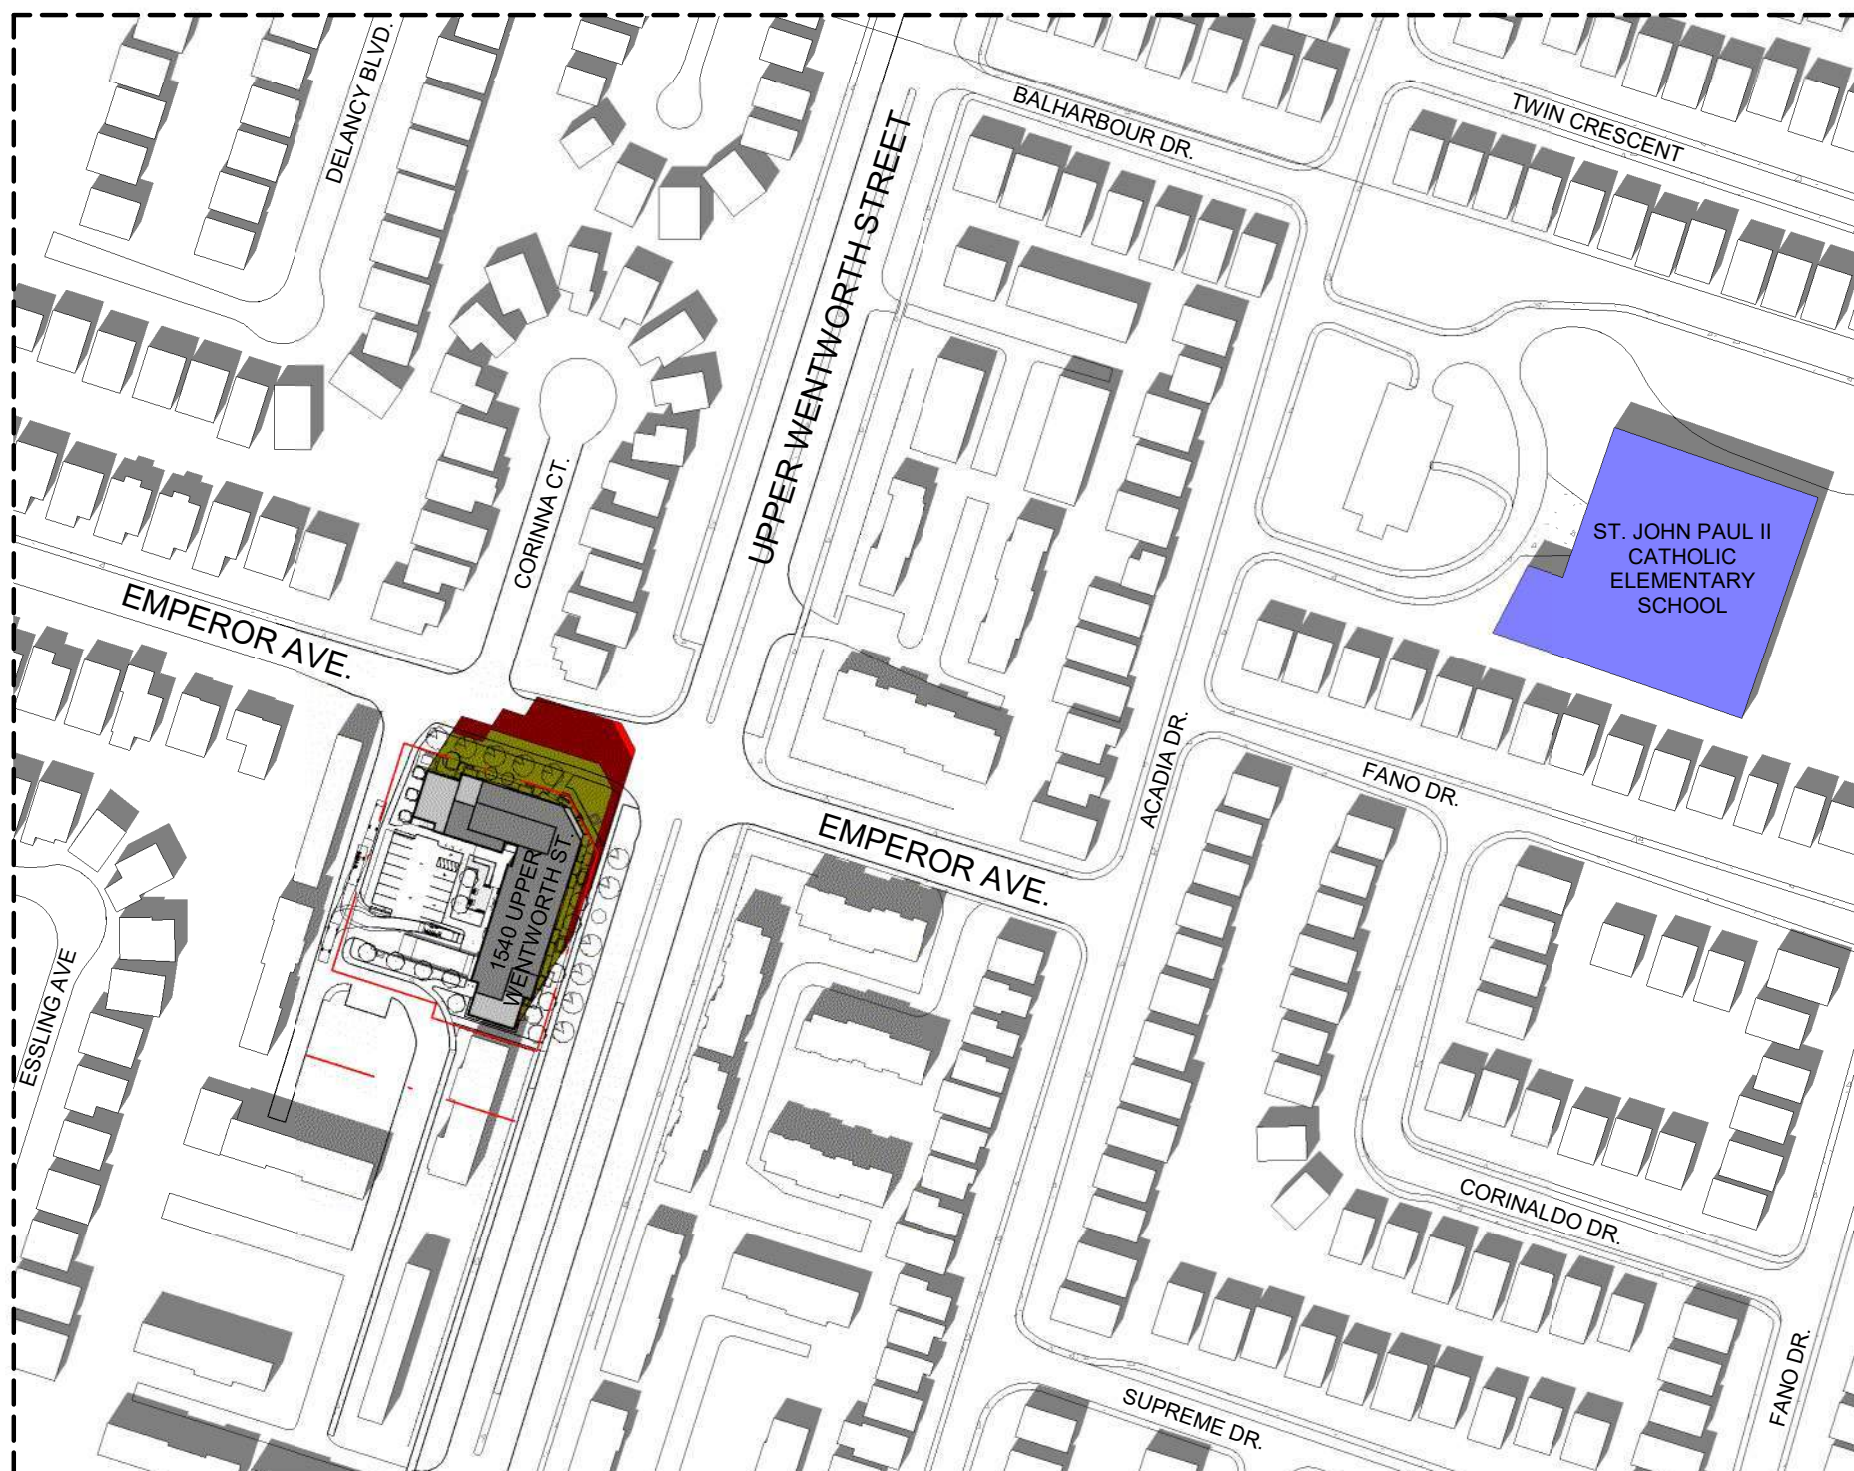 DELANCY BLVD.
BALHARBOUR DR.
TWIN CRESCENT
UPPER WENTWORTH STREET
CORINNA CT.
ST. JOHN PAUL II
CATHOLIC
ELEMENTARY
SCHOOL
EMPEROR AVE.
ACADIA DR.
FANO DR.
EMPEROR AVE.
1540 UPPER
WENTWORTH ST.
ESSLING AVE
CORINALDO DR.
FANO DR.
SUPREME DR.